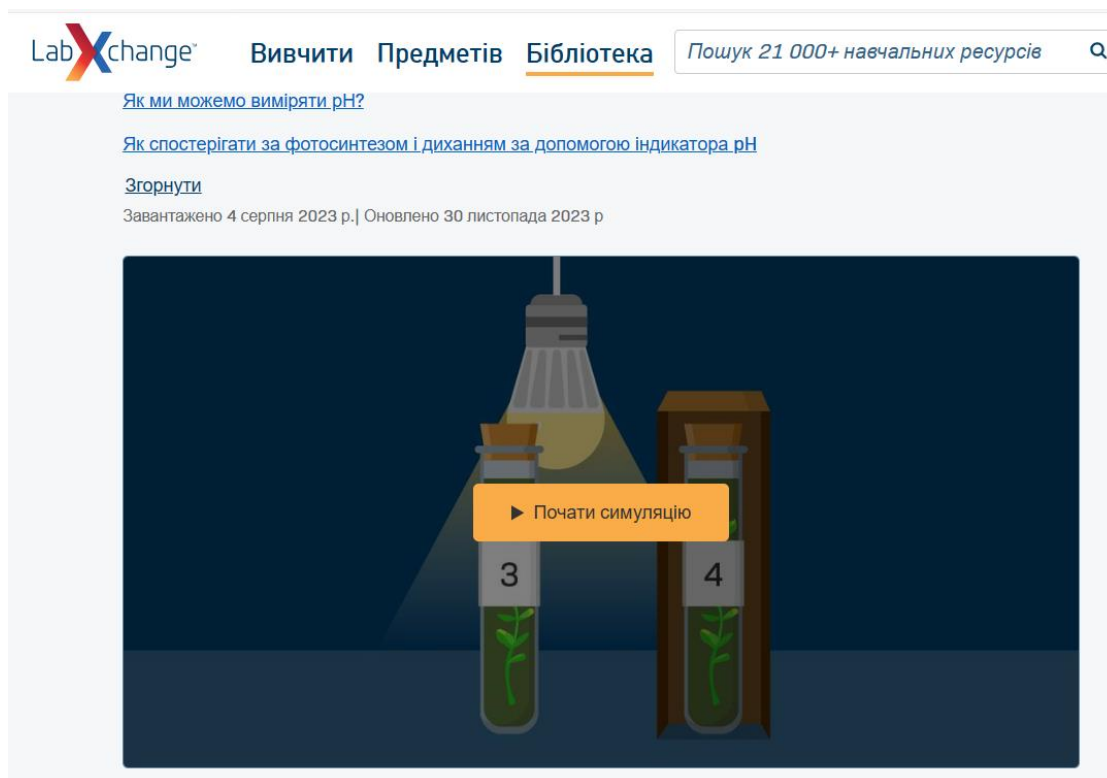 LabXchange™
Вивчити Предметів Бібліотека Пошук 21 000+ навчальних ресурсів
Як ми можемо виміряти pH?
Як спостерігати за фотосинтезом і диханням за допомогою індикатора pH
Згорнути
Завантажено 4 серпня 2023 р.| Оновлено 30 листопада 2023 р
Почати симуляцію
3 4